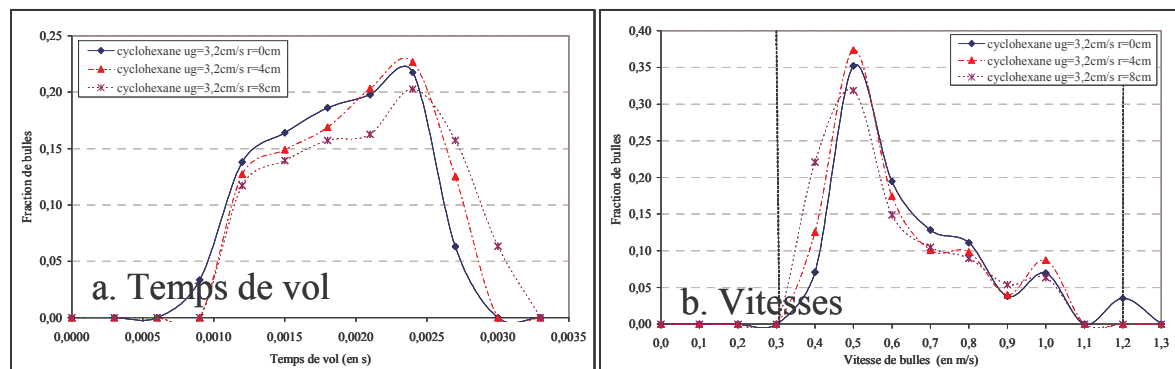 0,25
0,20
0,15
0,10
0,05
0,00
Fraction de bulles
cyclohexane ug=3,2cm/s r=0cm
cyclohexane ug=3,2cm/s r=4cm
cyclohexane ug=3,2cm/s r=8cm
a. Temps de vol
0,0000 0,0005 0,0010 0,0015 0,0020 0,0025 0,0030 0,0035
Temps de vol (en s)
0,40
0,35
0,30
0,25
0,20
0,15
0,10
0,05
0,00
Fraction de bulles
cyclohexane ug=3,2cm/s r=0cm
cyclohexane ug=3,2cm/s r=4cm
cyclohexane ug=3,2cm/s r=8cm
b. Vitesses
0,0 0,1 0,2 0,3 0,4 0,5 0,6 0,7 0,8 0,9 1,0 1,1 1,2 1,3
Vitesse de bulles (en m/s)